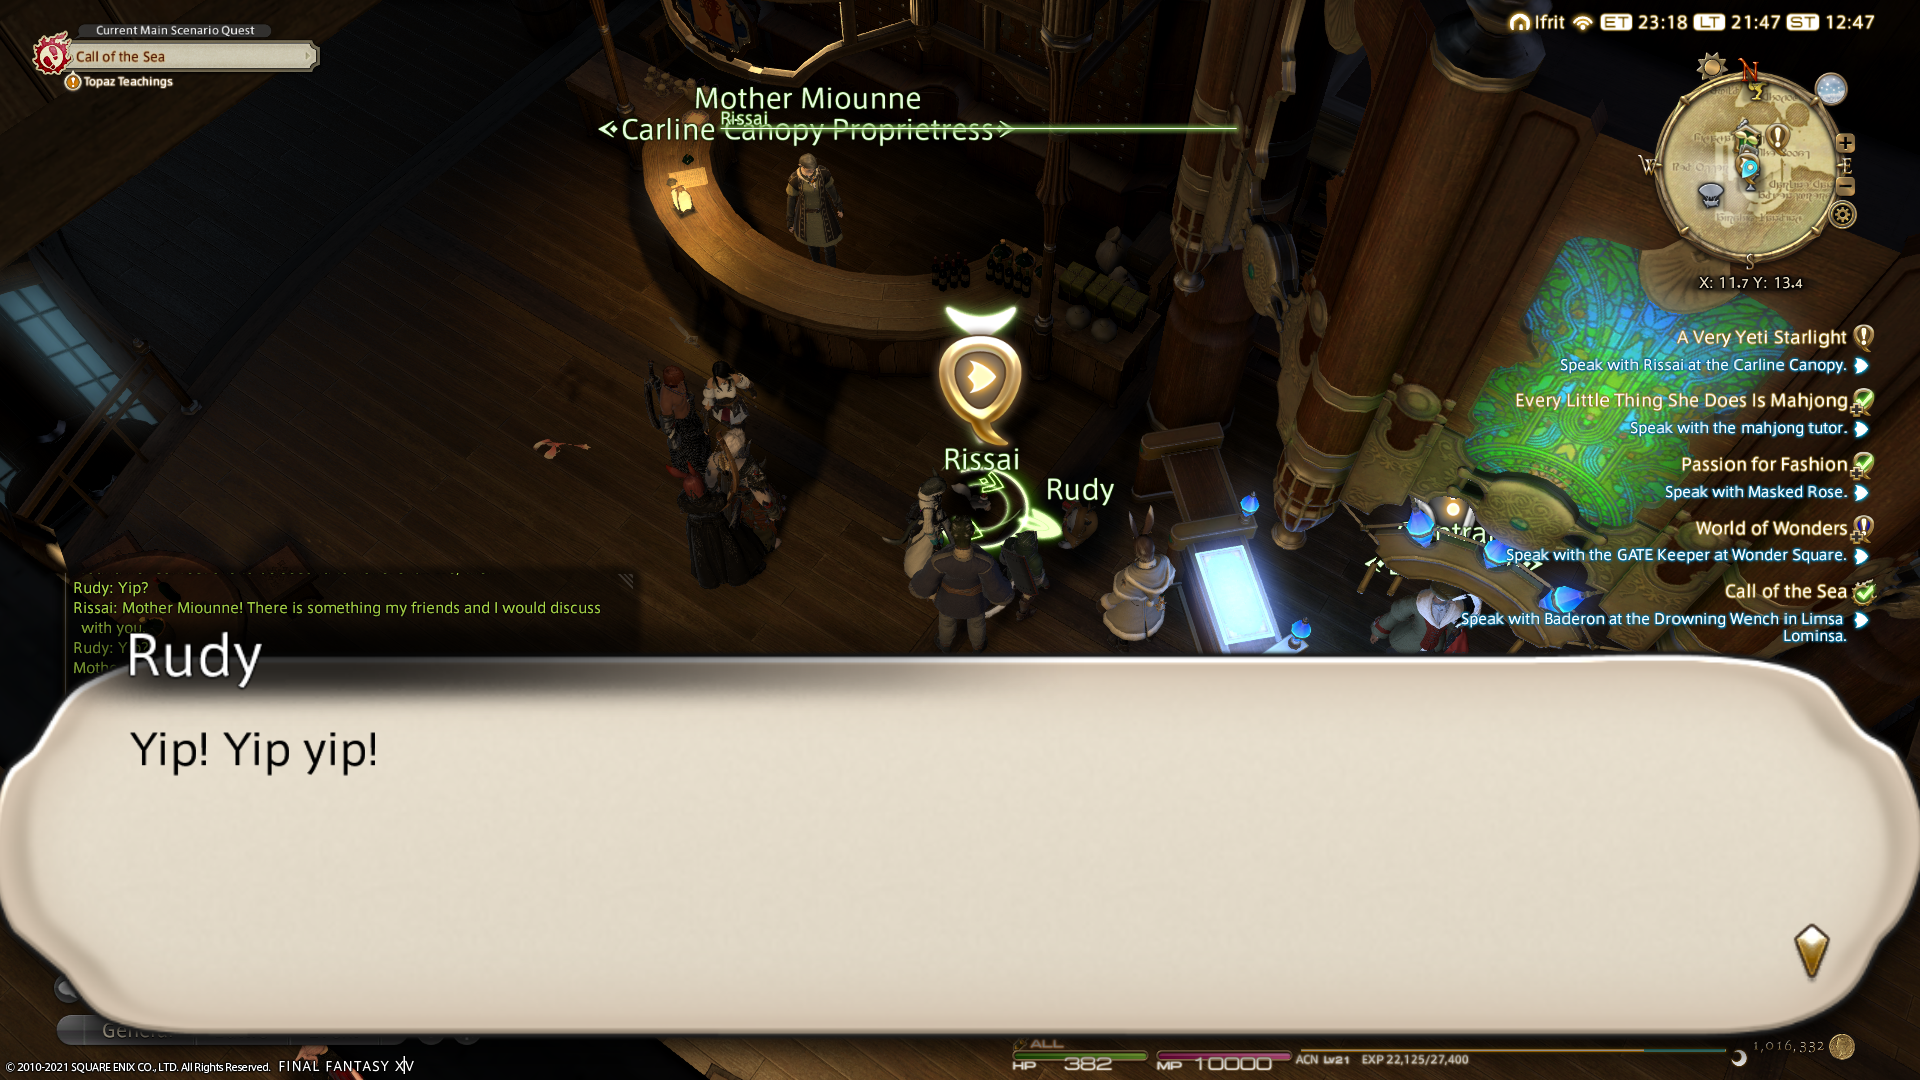 Current Main Scenario Quest
Call of the Sea
Topaz Teachings
Ifrit ET 23:18 LT 21:47 ST 12:47
Mother Miounne
Rissai
Carline Canopy Proprietress
N
W
E
S
X: 11.7 Y: 13.4
A Very Yeti Starlight
Speak with Rissai at the Carline Canopy.
Every Little Thing She Does Is Mahjong
Speak with the mahjong tutor.
Passion for Fashion
Speak with Masked Rose.
World of Wonders
Speak with the GATE Keeper at Wonder Square.
Call of the Sea
Speak with Baderon at the Drowning Wench in Limsa
Lominsa.
Rissai
Rudy
Rudy: Yip?
Rissai: Mother Miounne! There is something my friends and I would discuss
with you.
Rudy:
Rudy
Yip! Yip yip!
ALL
HP 382 MP 10000 ACN Lv21 EXP 22,125/27,400
1,016,332
© 2010-2021 SQUARE ENIX CO., LTD. All Rights Reserved. FINAL FANTASY XIV